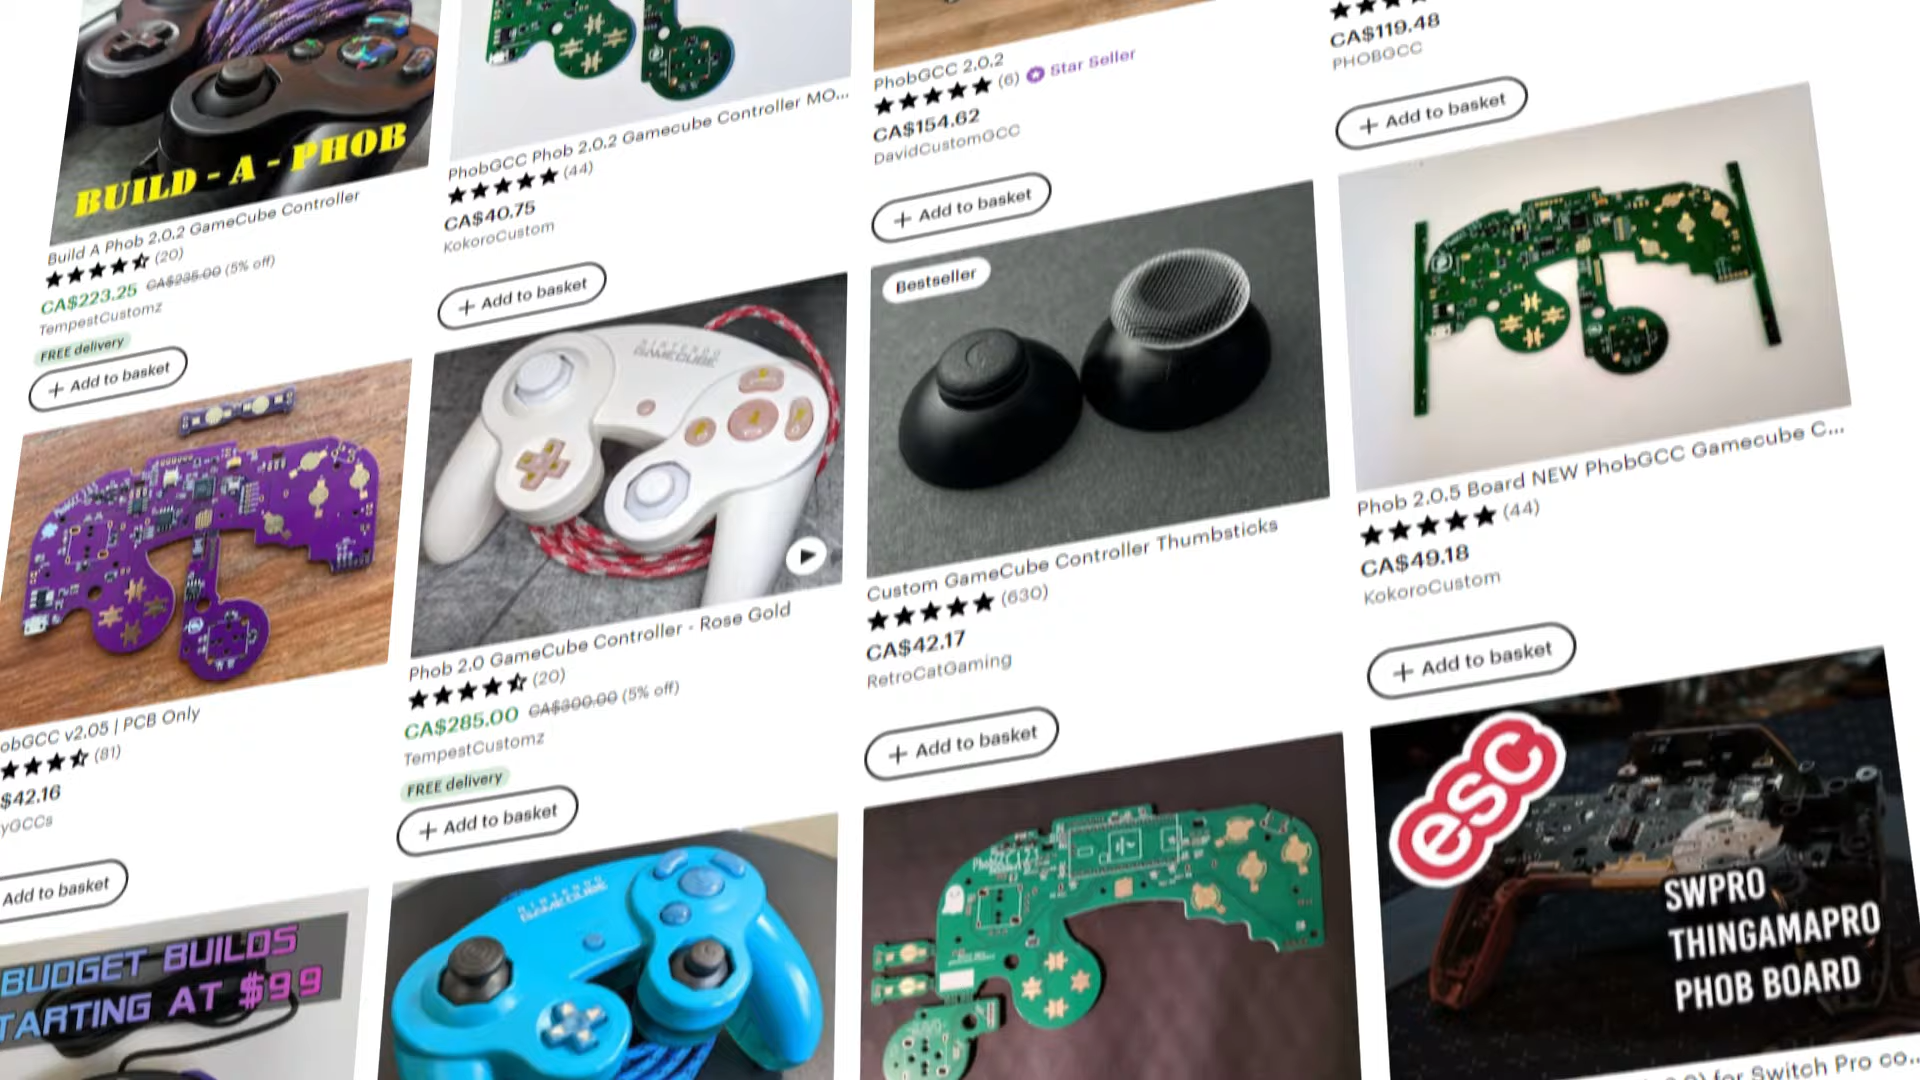 BUILD - A - PHOB
Build A Phob 2.0.2 GameCube Controller
(20)
CA$223.25 CA$235.00 (5% off)
TempestCustomz
FREE delivery
+ Add to basket
obGCC v2.05 | PCB Only
(81)
$42.16
yGCCs
Add to basket
BUDGET BUILDS
TARTING AT $99
PhobGCC Phob 2.0.2 Gamecube Controller MO...
(44)
CA$40.75
KokoroCustom
+ Add to basket
NINTENDO
GAMECUBE
Phob 2.0 GameCube Controller - Rose Gold
(20)
CA$285.00 CA$300.00 (5% off)
TempestCustomz
FREE delivery
+ Add to basket
NINTENDO
GAMECUBE
PhobGCC 2.0.2
(6) Star Seller
CA$154.62
DavidCustomGCC
+ Add to basket
Bestseller
Custom GameCube Controller Thumbsticks
(630)
CA$42.17
RetroCatGaming
+ Add to basket
CA$119.48
PHOBGCC
+ Add to basket
Phob 2.0.5 Board NEW PhobGCC Gamecube C...
(44)
CA$49.18
KokoroCustom
+ Add to basket
esc
SWPRO
THINGAMAPRO
PHOB BOARD
for Switch Pro co...